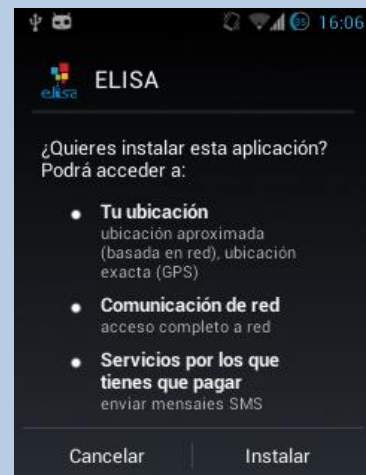 16:06
elisa
ELISA
¿Quieres instalar esta aplicación?
Podrá acceder a:
Tu ubicación
ubicación aproximada
(basada en red), ubicación
exacta (GPS)
Comunicación de red
acceso completo a red
Servicios por los que
tienes que pagar
enviar mensajes SMS
Cancelar Instalar